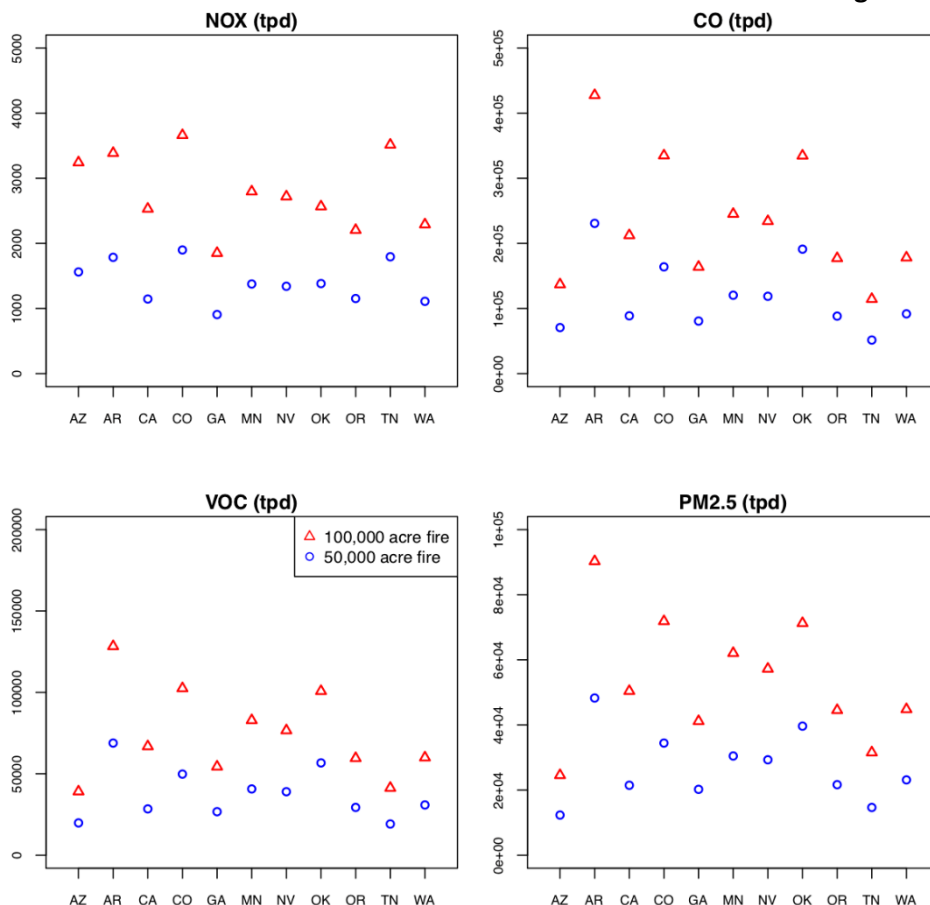 NOX (tpd)
5000
4000
3000
2000
1000
0
AZ AR CA CO GA MN NV OK OR TN WA
CO (tpd)
5e+05
4e+05
3e+05
2e+05
1e+05
0e+00
AZ AR CA CO GA MN NV OK OR TN WA
VOC (tpd)
200000
150000
100000
50000
0
100,000 acre fire
50,000 acre fire
AZ AR CA CO GA MN NV OK OR TN WA
PM2.5 (tpd)
1e+05
8e+04
6e+04
4e+04
2e+04
0e+00
AZ AR CA CO GA MN NV OK OR TN WA